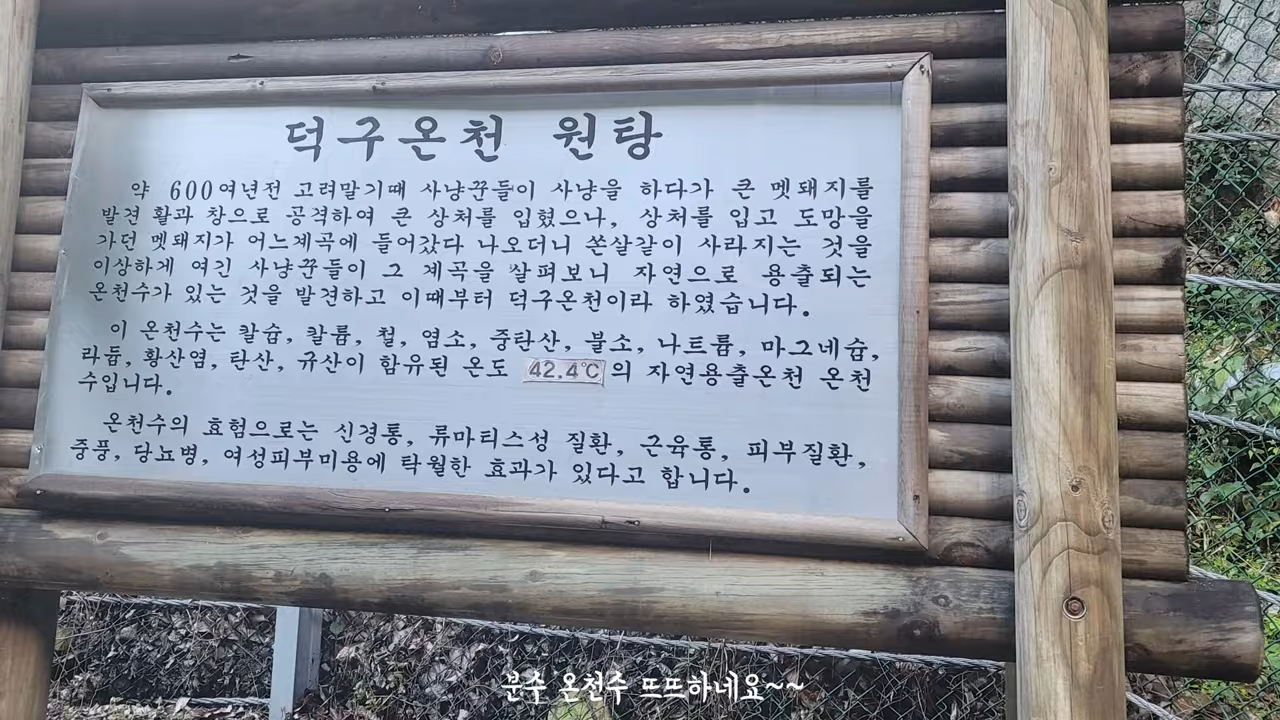 덕구온천 원탕
약 600여년전 고려말기때 사냥꾼들이 사냥을 하다가 큰 멧돼지를
발견 활과 창으로 공격하여 큰 상처를 입혔으나, 상처를 입고 도망을
가던 멧돼지가 어느계곡에 들어갔다 나오더니 쏜살같이 사라지는 것을
이상하게 여긴 사냥꾼들이 그 계곡을 살펴보니 자연으로 용출되는
온천수가 있는 것을 발견하고 이때부터 덕구온천이라 하였습니다.
이 온천수는 칼슘, 칼륨, 철, 염소, 중탄산, 불소, 나트륨, 마그네슘,
라듐, 황산염, 탄산, 규산이 함유된 온도 42.4℃의 자연용출온천 온천
수입니다.
온천수의 효험으로는 신경통, 류마티스성 질환, 근육통, 피부질환,
중풍, 당뇨병, 여성피부미용에 탁월한 효과가 있다고 합니다.
분수 온천수 뜨뜨하네요~~